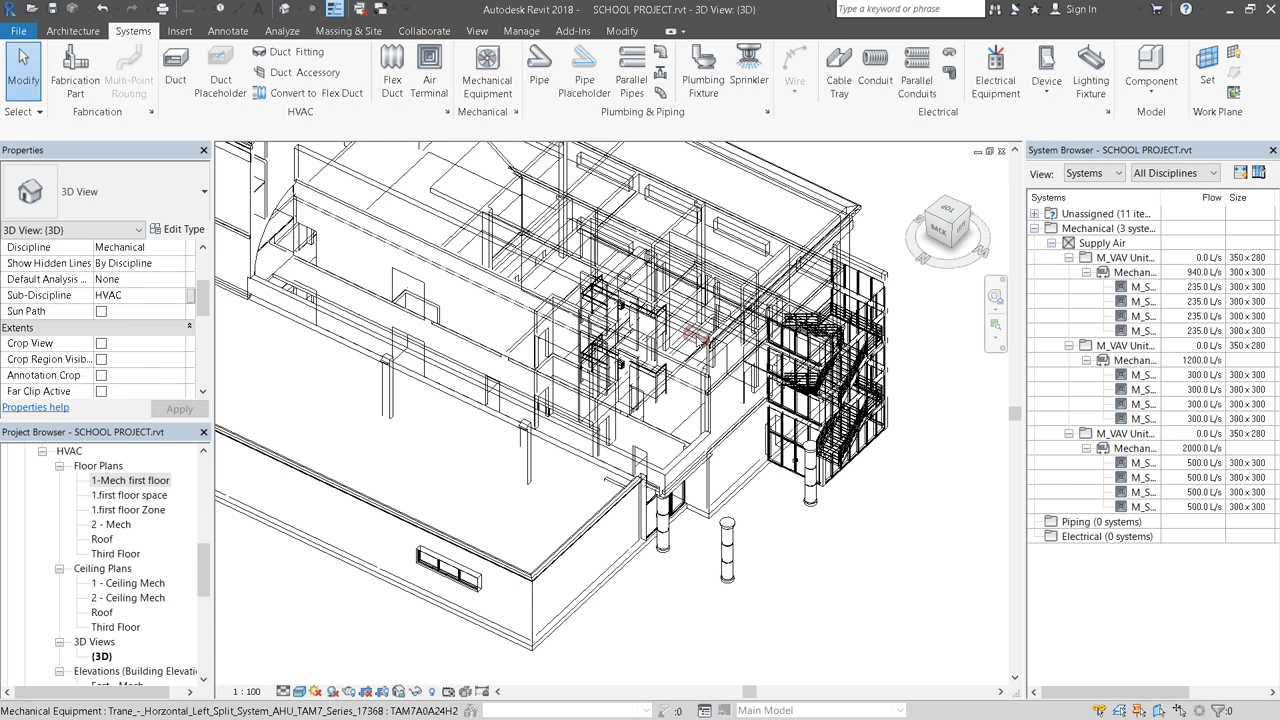 Autodesk Revit 2018 - SCHOOL PROJECT.rvt - 3D View: {3D}
Type a keyword or phrase
Sign In
File Architecture Systems Insert Annotate Analyze Massing & Site Collaborate View Manage Add-Ins Modify
Modify
Fabrication Part
Multi-Point Routing
Duct
Duct Placeholder
Duct Fitting
Duct Accessory
Convert to Flex Duct
Flex Duct
Air Terminal
Mechanical Equipment
Pipe
Pipe Placeholder
Parallel Pipes
Plumbing Fixture
Sprinkler
Wire
Cable Tray
Conduit
Parallel Conduits
Electrical Equipment
Device
Lighting Fixture
Component
Set
Select
Fabrication
HVAC
Mechanical
Plumbing & Piping
Electrical
Model
Work Plane
Properties
3D View
3D View: {3D}
Edit Type
Discipline Mechanical
Show Hidden Lines By Discipline
Default Analysis ... None
Sub-Discipline HVAC
Sun Path
Extents
Crop View
Crop Region Visib...
Annotation Crop
Far Clip Active
Properties help
Apply
Project Browser - SCHOOL PROJECT.rvt
HVAC
Floor Plans
1-Mech first floor
1.first floor space
1.first floor Zone
2 - Mech
Roof
Third Floor
Ceiling Plans
1 - Ceiling Mech
2 - Ceiling Mech
Roof
Third Floor
3D Views
{3D}
Elevations (Building Elevati
East - Mech
TOP
BACK
LEFT
System Browser - SCHOOL PROJECT.rvt
View: Systems All Disciplines
Systems Flow Size
Unassigned (11 ite...
Mechanical (3 syste...
Supply Air
M_VAV Unit... 0.0 L/s 350 x 280
Mechan... 940.0 L/s 300 x 300
M_S... 235.0 L/s 300 x 300
M_S... 235.0 L/s 300 x 300
M_S... 235.0 L/s 300 x 300
M_S... 235.0 L/s 300 x 300
M_VAV Unit... 0.0 L/s 350 x 280
Mechan... 1200.0 L/s 300 x 300
M_S... 300.0 L/s 300 x 300
M_S... 300.0 L/s 300 x 300
M_S... 300.0 L/s 300 x 300
M_S... 300.0 L/s 300 x 300
M_VAV Unit... 0.0 L/s 350 x 280
Mechan... 2000.0 L/s 300 x 300
M_S... 500.0 L/s 300 x 300
M_S... 500.0 L/s 300 x 300
M_S... 500.0 L/s 300 x 300
M_S... 500.0 L/s 300 x 300
Piping (0 systems)
Electrical (0 systems)
1 : 100
Mechanical Equipment : Trane_-_Horizontal_Left_Split_System_AHU_TAM7_Series_17368 : TAM7A0A24H2
:0
Main Model
:0